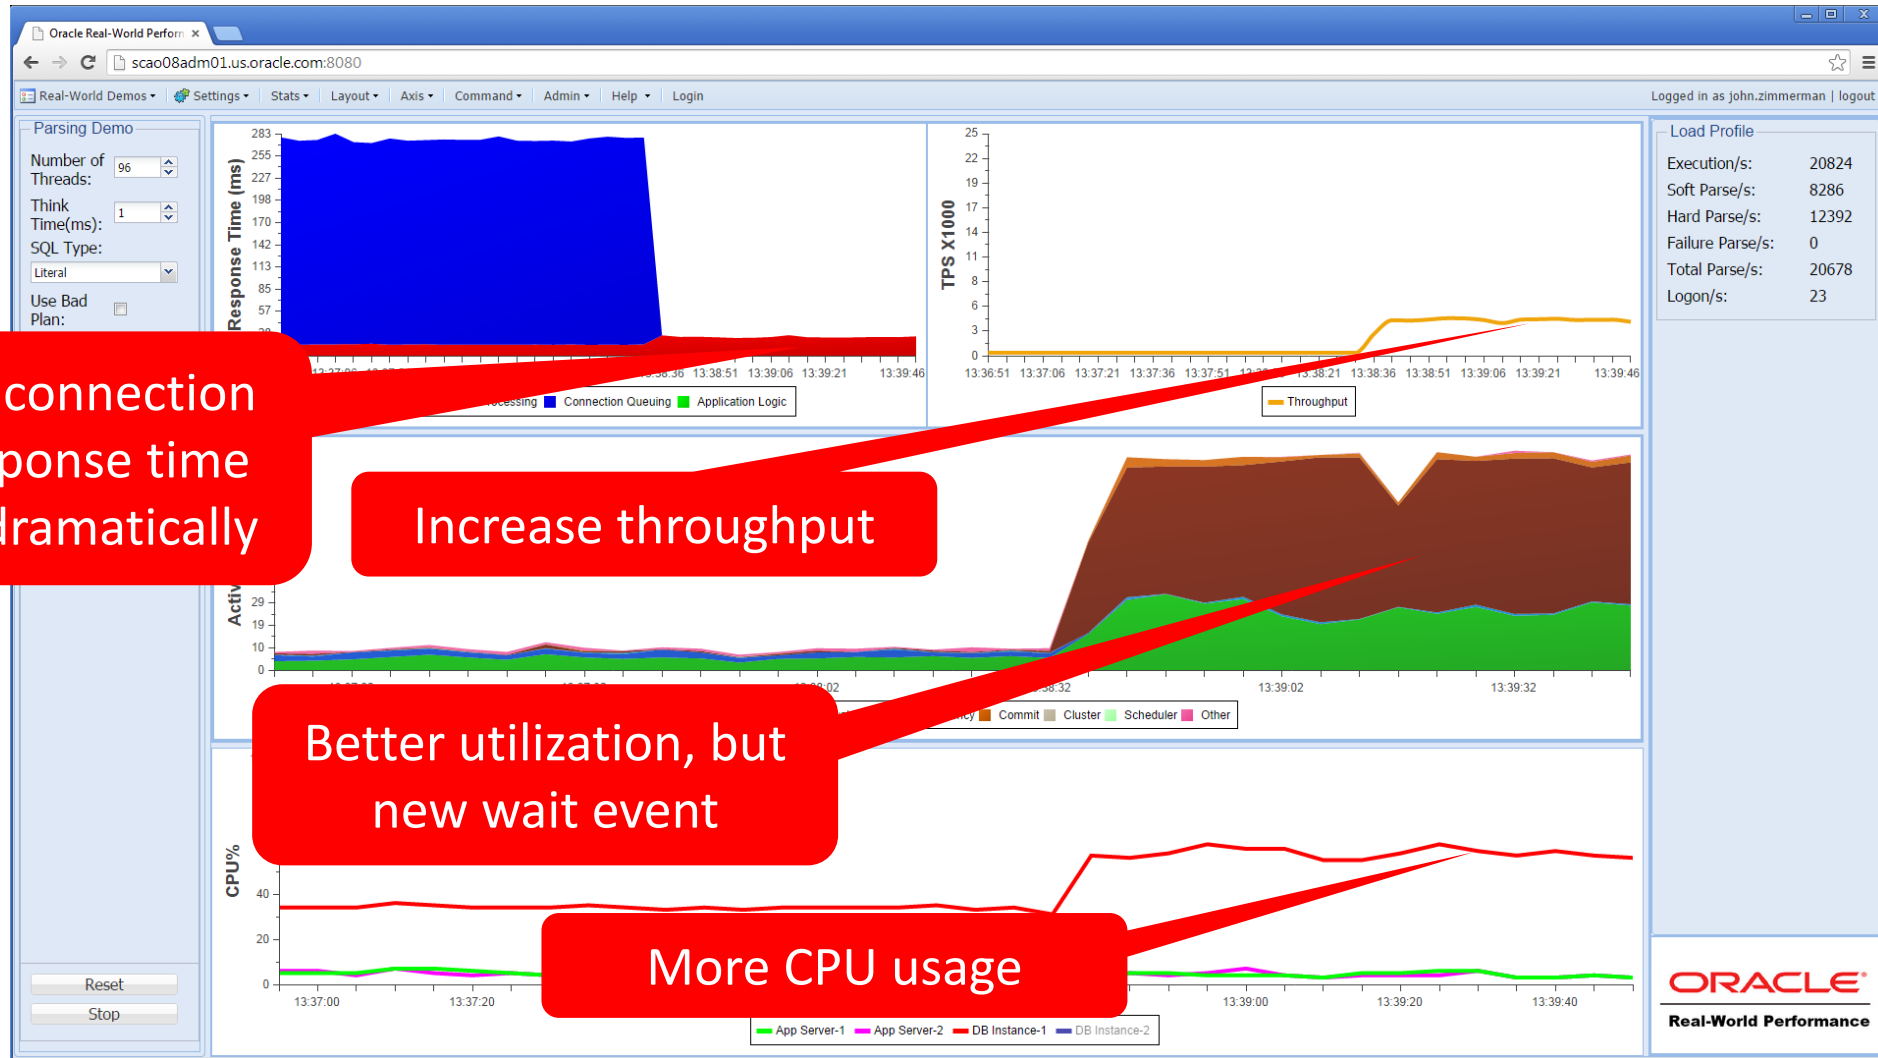 Oracle Real-World Perform
scao08adm01.us.oracle.com:8080
Real-World Demos Settings Stats Layout Axis Command Admin Help Login
Logged in as john.zimmerman | logout
Parsing Demo
Number of Threads: 96
Think Time(ms): 1
SQL Type:
Literal
Use Bad Plan:
Reset
Stop
Response Time (ms)
283
255
227
198
170
142
113
85
57
13:38:51 13:39:06 13:39:21 13:39:46
Connection Queuing Application Logic
TPS X1000
25
22
19
17
14
11
8
6
3
0
13:36:51 13:37:06 13:37:21 13:37:36 13:37:51 13:38:21 13:38:36 13:38:51 13:39:06 13:39:21 13:39:46
Throughput
Load Profile
Execution/s: 20824
Soft Parse/s: 8286
Hard Parse/s: 12392
Failure Parse/s: 0
Total Parse/s: 20678
Logon/s: 23
connection
ponse time
dramatically
Increase throughput
Activ
29
19
10
0
13:39:02 13:39:32
Commit Cluster Scheduler Other
Better utilization, but
new wait event
CPU%
40
20
0
More CPU usage
13:37:00 13:37:20 13:39:00 13:39:20 13:39:40
App Server-1 App Server-2 DB Instance-1 DB Instance-2
ORACLE
Real-World Performance